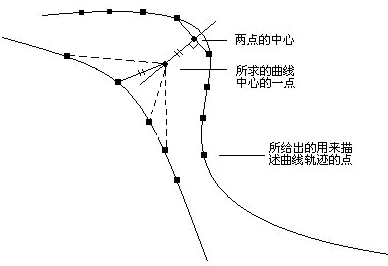 两点的中心
所求的曲线
中心的一点
所给出的用来描
述曲线轨迹的点